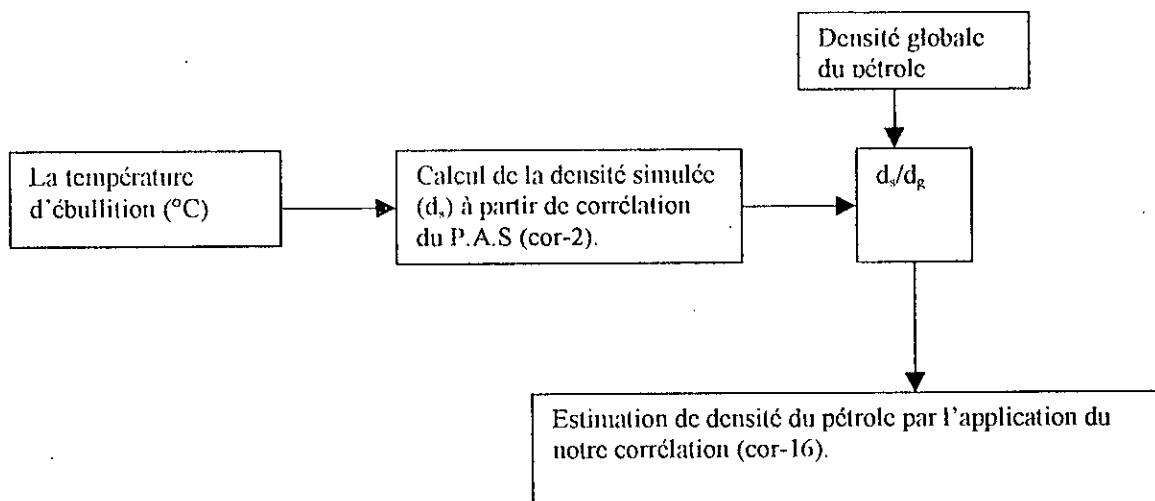 Densité globale
du pétrole
La température
d'ébullition (°C)
Calcul de la densité simulée
(dₛ) à partir de corrélation
du P.A.S (cor-2).
dₛ/d_g
Estimation de densité du pétrole par l'application du
notre corrélation (cor-16).